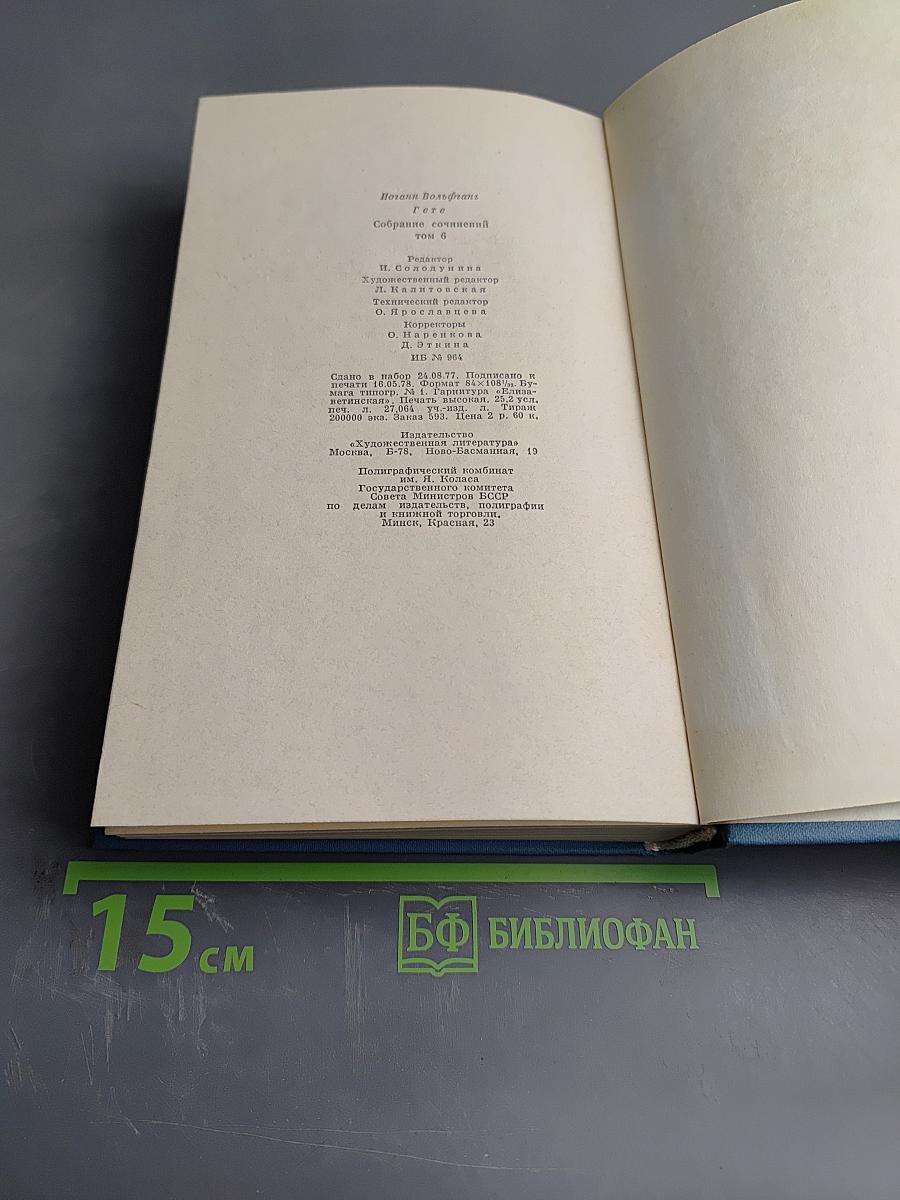 Иоганн Вольфганг
Гете
Собрание сочинений
том 6
Редактор
И. Солодунина
Художественный редактор
Л. Калитовская
Технический редактор
О. Ярославцева
Корректоры
О. Наренкова
Д. Эткина
ИБ № 964
Сдано в набор 24.08.77. Подписано к
печати 16.05.78. Формат 84×108¹/₃₂. Бу-
мага типогр. № 1. Гарнитура «Елиза-
ветинская». Печать высокая. 25,2 усл.
печ. л. 27,064 уч.-изд. л. Тираж
200000 экз. Заказ 593. Цена 2 р. 60 к.
Издательство
«Художественная литература»
Москва, Б-78, Ново-Басманная, 19
Полиграфический комбинат
им. Я. Коласа
Государственного комитета
Совета Министров БССР
по делам издательств, полиграфии
и книжной торговли.
Минск, Красная, 23
15 см
БФ БИБЛИОФАН